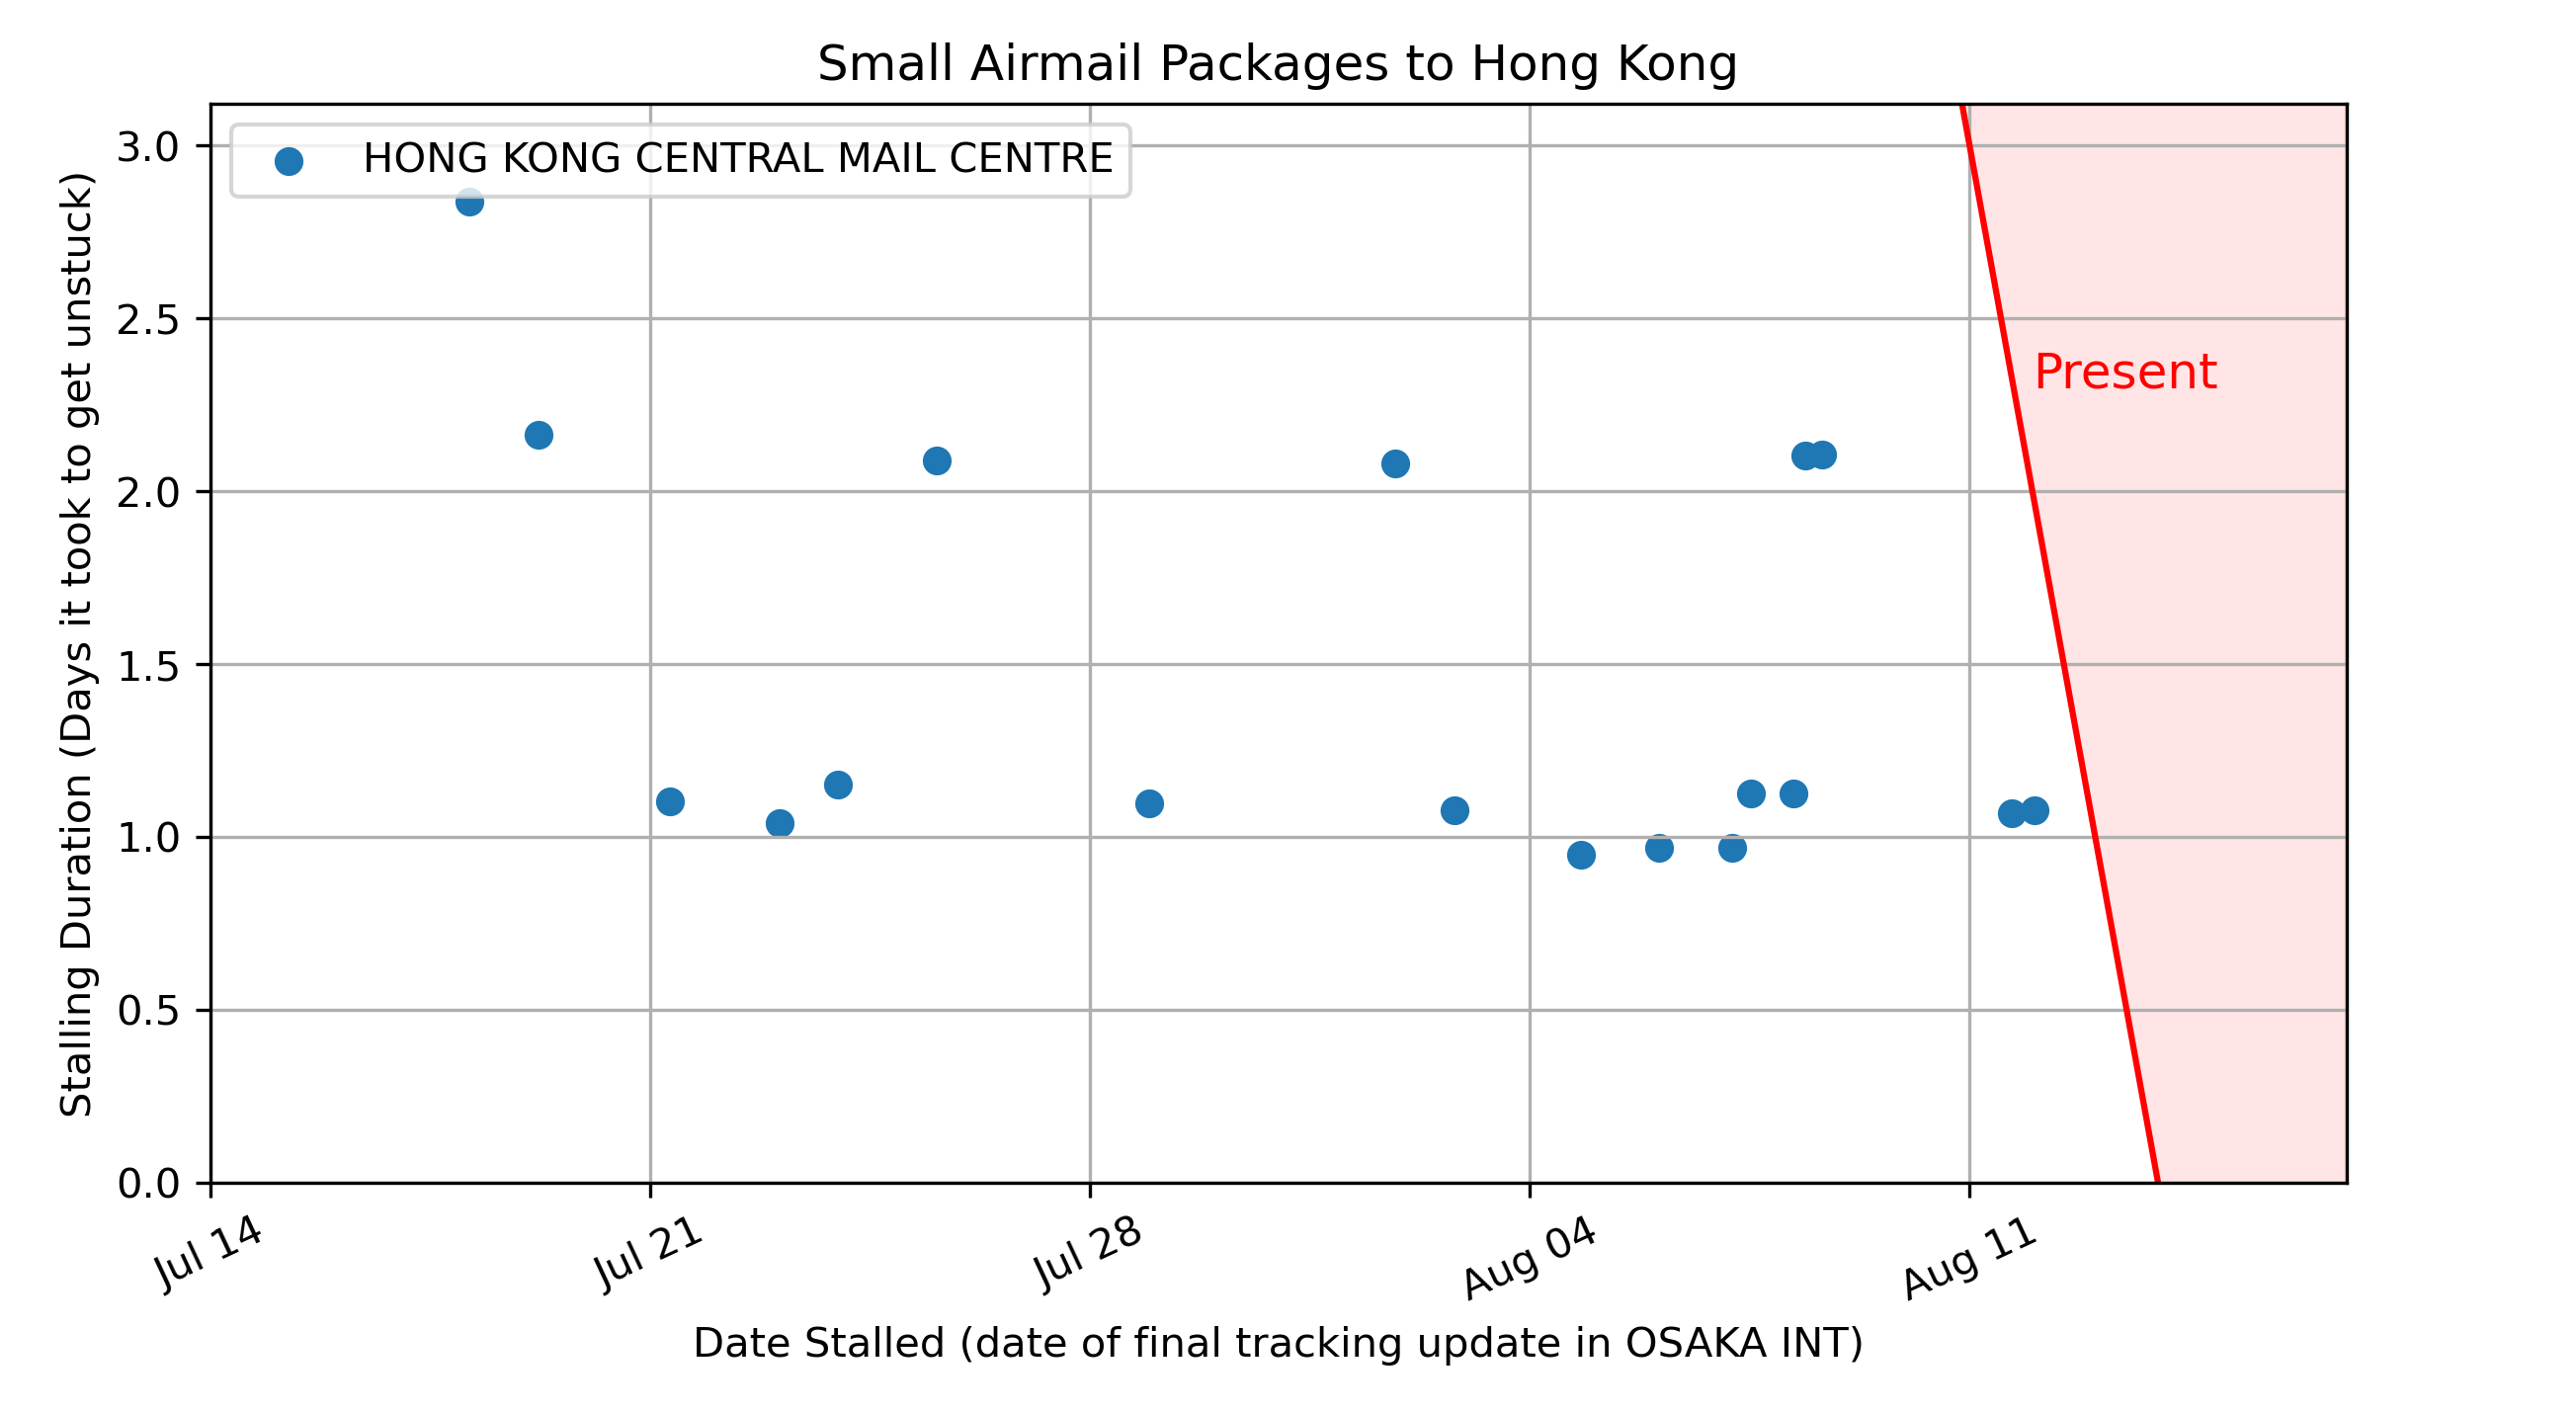 Small Airmail Packages to Hong Kong
HONG KONG CENTRAL MAIL CENTRE
Present
Stalling Duration (Days it took to get unstuck)
3.0
2.5
2.0
1.5
1.0
0.5
0.0
Jul 14
Jul 21
Jul 28
Aug 04
Aug 11
Date Stalled (date of final tracking update in OSAKA INT)